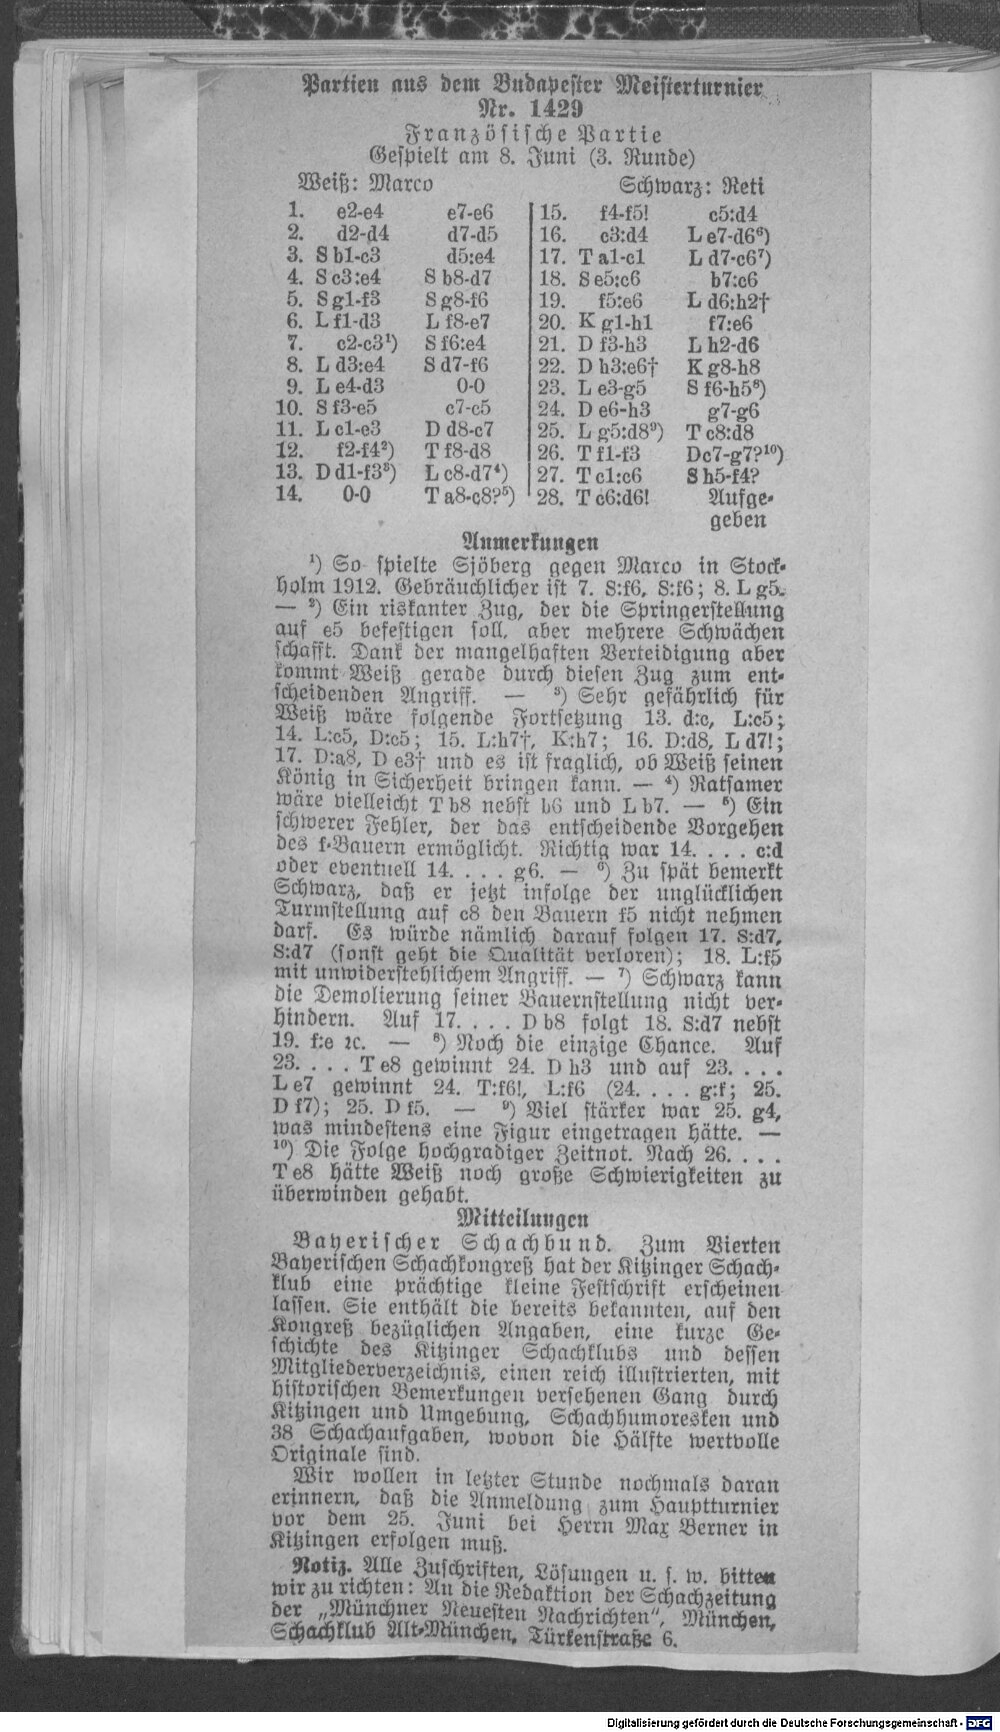 Partien aus dem Budapester Meisterturnier
Nr. 1429
Französische Partie
Gespielt am 8. Juni (3. Runde)
Weiß: Marco Schwarz: Reti
1. e2-e4 e7-e6
2. d2-d4 d7-d5
3. S b1-c3 d5:e4
4. S c3:e4 S b8-d7
5. S g1-f3 S g8-f6
6. L f1-d3 L f8-e7
7. c2-c3¹) S f6:e4
8. L d3:e4 S d7-f6
9. L e4-d3 0-0
10. S f3-e5 c7-c5
11. L c1-e3 D d8-c7
12. f2-f4²) T f8-d8
13. D d1-f3³) L c8-d7⁴)
14. 0-0 T a8-c8?⁵)
15. f4-f5! c5:d4
16. c3:d4 L e7-d6⁶)
17. T a1-c1 L d7-c6⁷)
18. S e5:c6 b7:c6
19. f5:e6 L d6:h2†
20. K g1-h1 f7:e6
21. D f3-h3 L h2-d6
22. D h3:e6† K g8-h8
23. L e3-g5 S f6-h5⁸)
24. D e6-h3 g7-g6
25. L g5:d8⁹) T c8:d8
26. T f1-f3 Dc7-g7?¹⁰)
27. T c1:c6 S h5-f4?
28. T c6:d6! Aufge-
geben
Anmerkungen
¹) So spielte Sjöberg gegen Marco in Stock-
holm 1912. Gebräuchlicher ist 7. S:f6, S:f6; 8. L g5.
— ²) Ein riskanter Zug, der die Springerstellung
auf e5 befestigen soll, aber mehrere Schwächen
schafft. Dank der mangelhaften Verteidigung aber
kommt Weiß gerade durch diesen Zug zum ent-
scheidenden Angriff. — ³) Sehr gefährlich für
Weiß wäre folgende Fortsetzung 13. d:c, L:c5;
14. L:c5, D:c5; 15. L:h7†, K:h7; 16. D:d8, L d7!;
17. D:a8, D e3† und es ist fraglich, ob Weiß seinen
König in Sicherheit bringen kann. — ⁴) Ratsamer
wäre vielleicht T b8 nebst b6 und L b7. — ⁵) Ein
schwerer Fehler, der das entscheidende Vorgehen
des f-Bauern ermöglicht. Richtig war 14. . . . c:d
oder eventuell 14. . . . g6. — ⁶) Zu spät bemerkt
Schwarz, daß er jetzt infolge der unglücklichen
Turmstellung auf c8 den Bauern f5 nicht nehmen
darf. Es würde nämlich darauf folgen 17. S:d7,
S:d7 (sonst geht die Qualität verloren); 18. L:f5
mit unwiderstehlichem Angriff. — ⁷) Schwarz kann
die Demolierung seiner Bauernstellung nicht ver-
hindern. Auf 17. . . . D b8 folgt 18. S:d7 nebst
19. f:e ꝛc. — ⁸) Noch die einzige Chance. Auf
23. . . . T e8 gewinnt 24. D h3 und auf 23. . . .
L e7 gewinnt 24. T:f6!, L:f6 (24. . . . g:f; 25.
D f7); 25. D f5. — ⁹) Viel stärker war 25. g4,
was mindestens eine Figur eingetragen hätte. —
¹⁰) Die Folge hochgradiger Zeitnot. Nach 26. . . .
T e8 hätte Weiß noch große Schwierigkeiten zu
überwinden gehabt.
Mitteilungen
Bayerischer Schachbund. Zum Vierten
Bayerischen Schachkongreß hat der Kitzinger Schach-
klub eine prächtige kleine Festschrift erscheinen
lassen. Sie enthält die bereits bekannten, auf den
Kongreß bezüglichen Angaben, eine kurze Ge-
schichte des Kitzinger Schachklubs und dessen
Mitgliederverzeichnis, einen reich illustrierten, mit
historischen Bemerkungen versehenen Gang durch
Kitzingen und Umgebung, Schachhumoresken und
38 Schachaufgaben, wovon die Hälfte wertvolle
Originale sind.
Wir wollen in letzter Stunde nochmals daran
erinnern, daß die Anmeldung zum Hauptturnier
vor dem 25. Juni bei Herrn Max Berner in
Kitzingen erfolgen muß.
Notiz. Alle Zuschriften, Lösungen u. s. w. bitten
wir zu richten: An die Redaktion der Schachzeitung
der „Münchner Neuesten Nachrichten“, München,
Schachklub Alt-München, Türkenstraße 6.
Digitalisierung gefördert durch die Deutsche Forschungsgemeinschaft - DFG